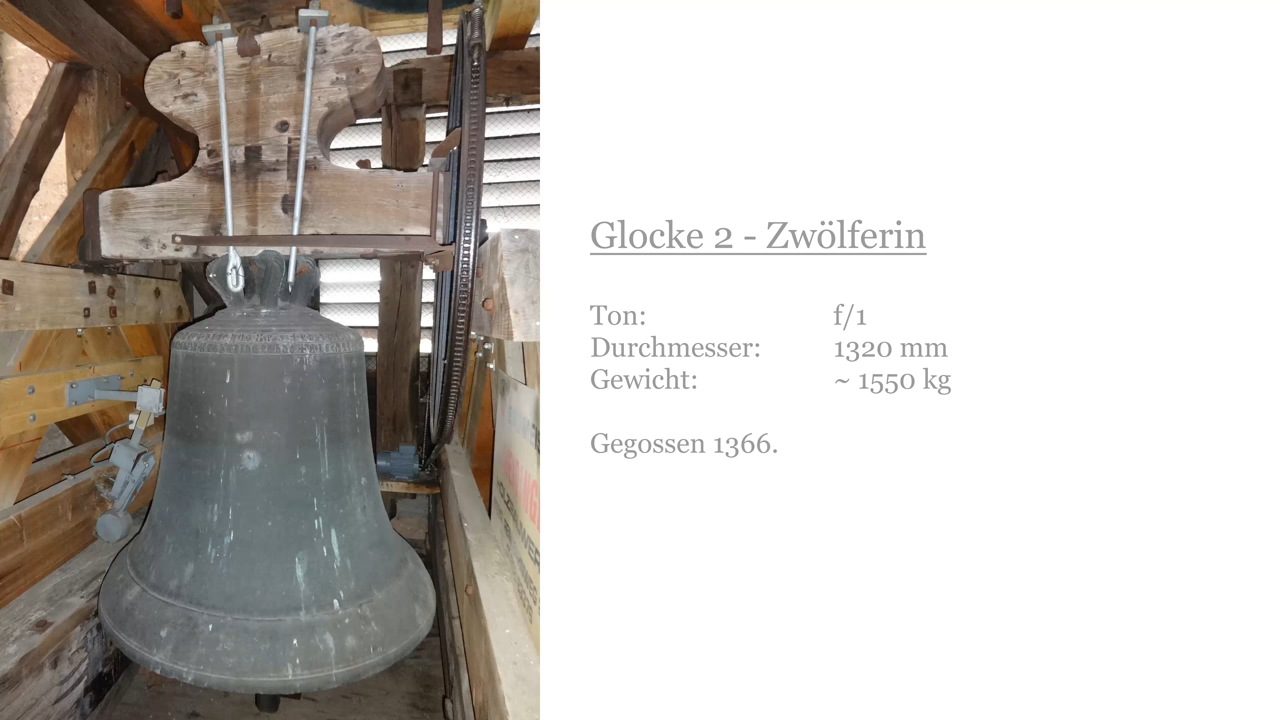 Glocke 2 - Zwölferin
Ton: f/1
Durchmesser: 1320 mm
Gewicht: ~ 1550 kg
Gegossen 1366.